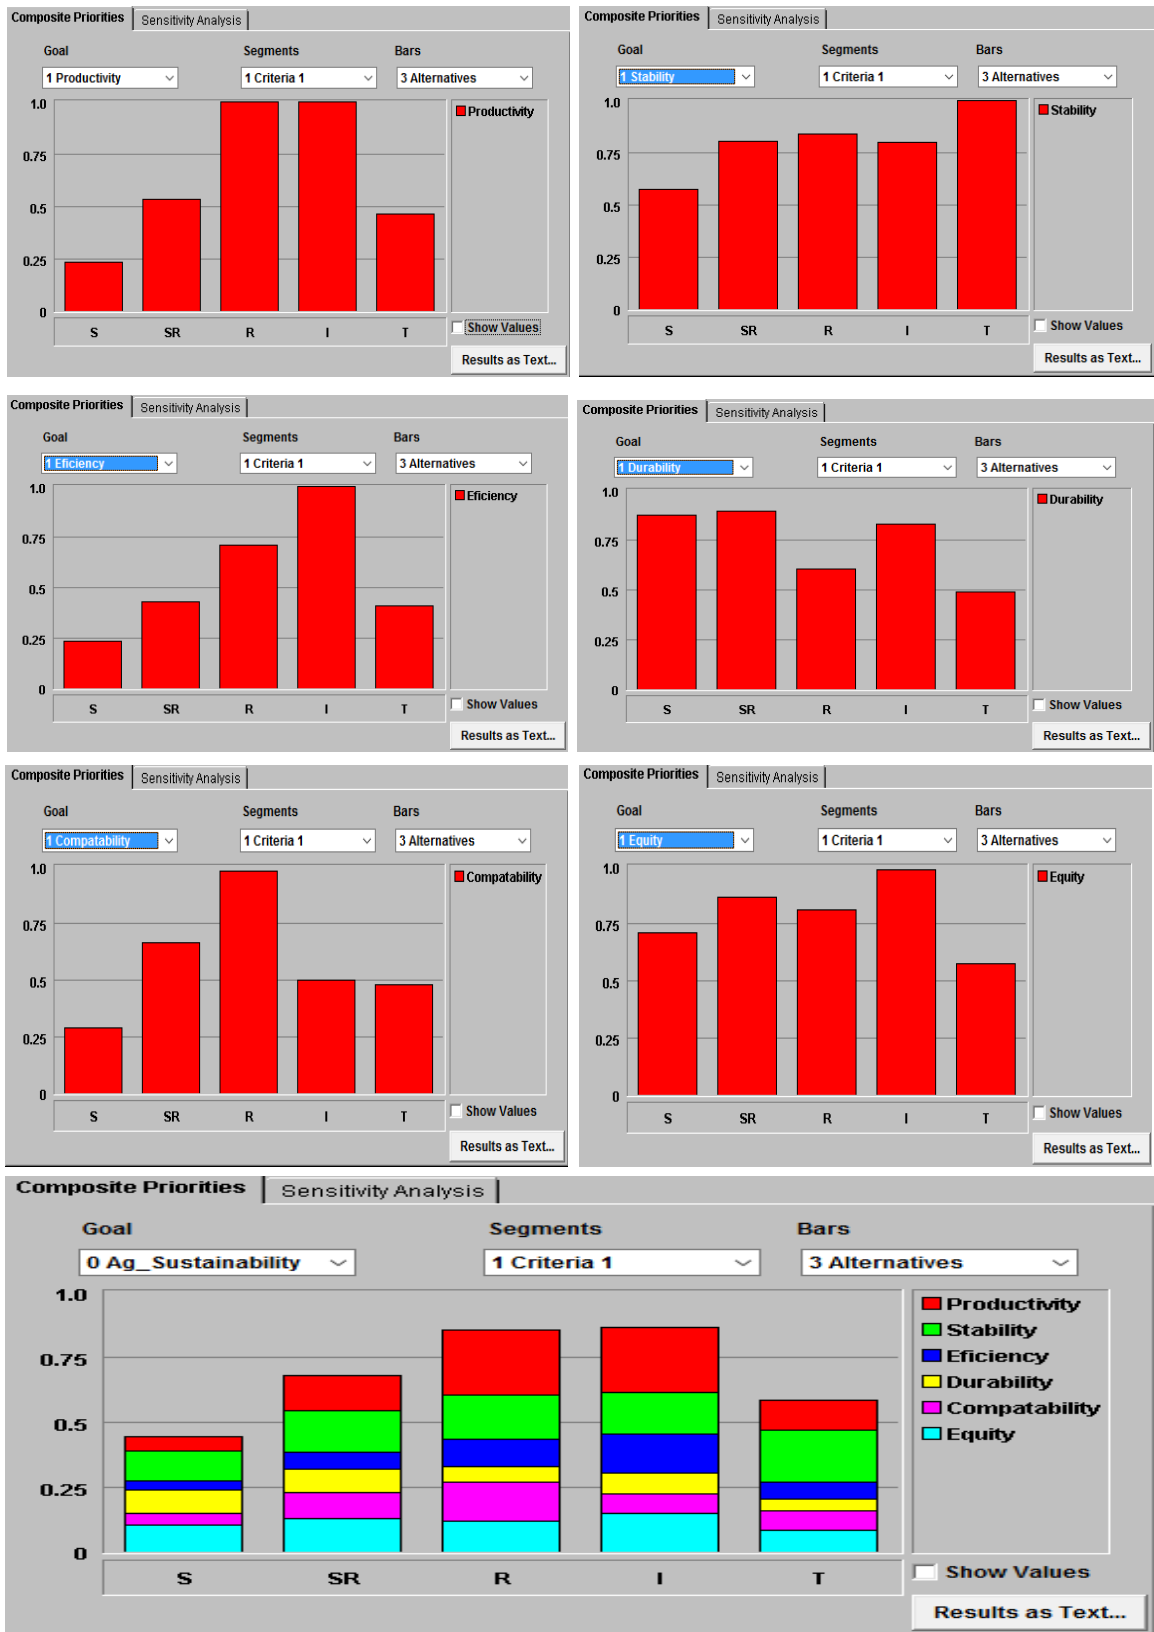 Composite Priorities Sensitivity Analysis
Goal Segments Bars
1 Productivity 1 Criteria 1 3 Alternatives
1.0
Productivity
0.75
0.5
0.25
0
S SR R I T
Show Values
Results as Text...
Composite Priorities Sensitivity Analysis
Goal Segments Bars
1 Stability 1 Criteria 1 3 Alternatives
1.0
Stability
0.75
0.5
0.25
0
S SR R I T
Show Values
Results as Text...
Composite Priorities Sensitivity Analysis
Goal Segments Bars
1 Eficiency 1 Criteria 1 3 Alternatives
1.0
Eficiency
0.75
0.5
0.25
0
S SR R I T
Show Values
Results as Text...
Composite Priorities Sensitivity Analysis
Goal Segments Bars
1 Durability 1 Criteria 1 3 Alternatives
1.0
Durability
0.75
0.5
0.25
0
S SR R I T
Show Values
Results as Text...
Composite Priorities Sensitivity Analysis
Goal Segments Bars
1 Compatability 1 Criteria 1 3 Alternatives
1.0
Compatability
0.75
0.5
0.25
0
S SR R I T
Show Values
Results as Text...
Composite Priorities Sensitivity Analysis
Goal Segments Bars
1 Equity 1 Criteria 1 3 Alternatives
1.0
Equity
0.75
0.5
0.25
0
S SR R I T
Show Values
Results as Text...
Composite Priorities Sensitivity Analysis
Goal Segments Bars
0 Ag_Sustainability 1 Criteria 1 3 Alternatives
1.0
Productivity
Stability
0.75
Eficiency
Durability
Compatability
0.5
Equity
0.25
0
S SR R I T
Show Values
Results as Text...